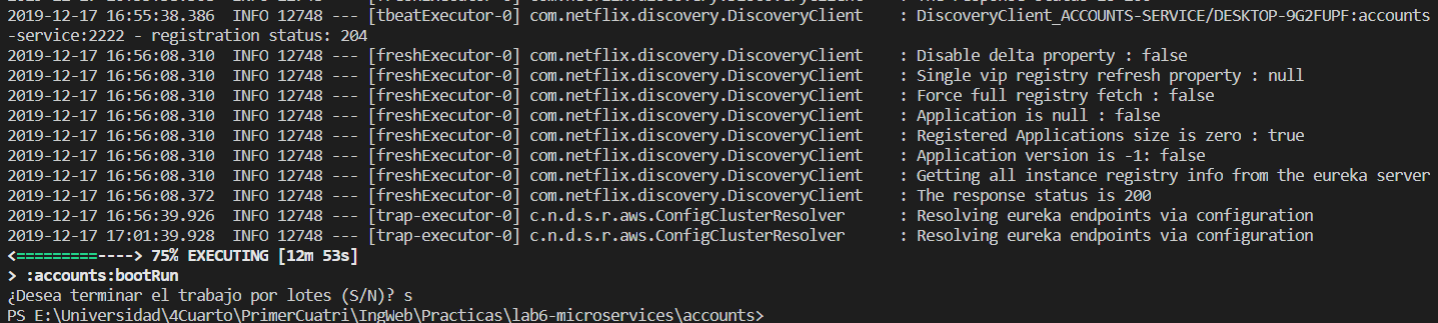 2019-12-17 16:55:38.386  INFO 12748 --- [tbeatExecutor-0] com.netflix.discovery.DiscoveryClient    : DiscoveryClient_ACCOUNTS-SERVICE/DESKTOP-9G2FUPF:accounts
-service:2222 - registration status: 204
2019-12-17 16:56:08.310  INFO 12748 --- [freshExecutor-0] com.netflix.discovery.DiscoveryClient    : Disable delta property : false
2019-12-17 16:56:08.310  INFO 12748 --- [freshExecutor-0] com.netflix.discovery.DiscoveryClient    : Single vip registry refresh property : null
2019-12-17 16:56:08.310  INFO 12748 --- [freshExecutor-0] com.netflix.discovery.DiscoveryClient    : Force full registry fetch : false
2019-12-17 16:56:08.310  INFO 12748 --- [freshExecutor-0] com.netflix.discovery.DiscoveryClient    : Application is null : false
2019-12-17 16:56:08.310  INFO 12748 --- [freshExecutor-0] com.netflix.discovery.DiscoveryClient    : Registered Applications size is zero : true
2019-12-17 16:56:08.310  INFO 12748 --- [freshExecutor-0] com.netflix.discovery.DiscoveryClient    : Application version is -1: false
2019-12-17 16:56:08.310  INFO 12748 --- [freshExecutor-0] com.netflix.discovery.DiscoveryClient    : Getting all instance registry info from the eureka server
2019-12-17 16:56:08.372  INFO 12748 --- [freshExecutor-0] com.netflix.discovery.DiscoveryClient    : The response status is 200
2019-12-17 16:56:39.926  INFO 12748 --- [trap-executor-0] c.n.d.s.r.aws.ConfigClusterResolver      : Resolving eureka endpoints via configuration
2019-12-17 17:01:39.928  INFO 12748 --- [trap-executor-0] c.n.d.s.r.aws.ConfigClusterResolver      : Resolving eureka endpoints via configuration
<=========----> 75% EXECUTING [12m 53s]
> :accounts:bootRun
¿Desea terminar el trabajo por lotes (S/N)? s
PS E:\Universidad\4Cuarto\PrimerCuatri\IngWeb\Practicas\lab6-microservices\accounts>